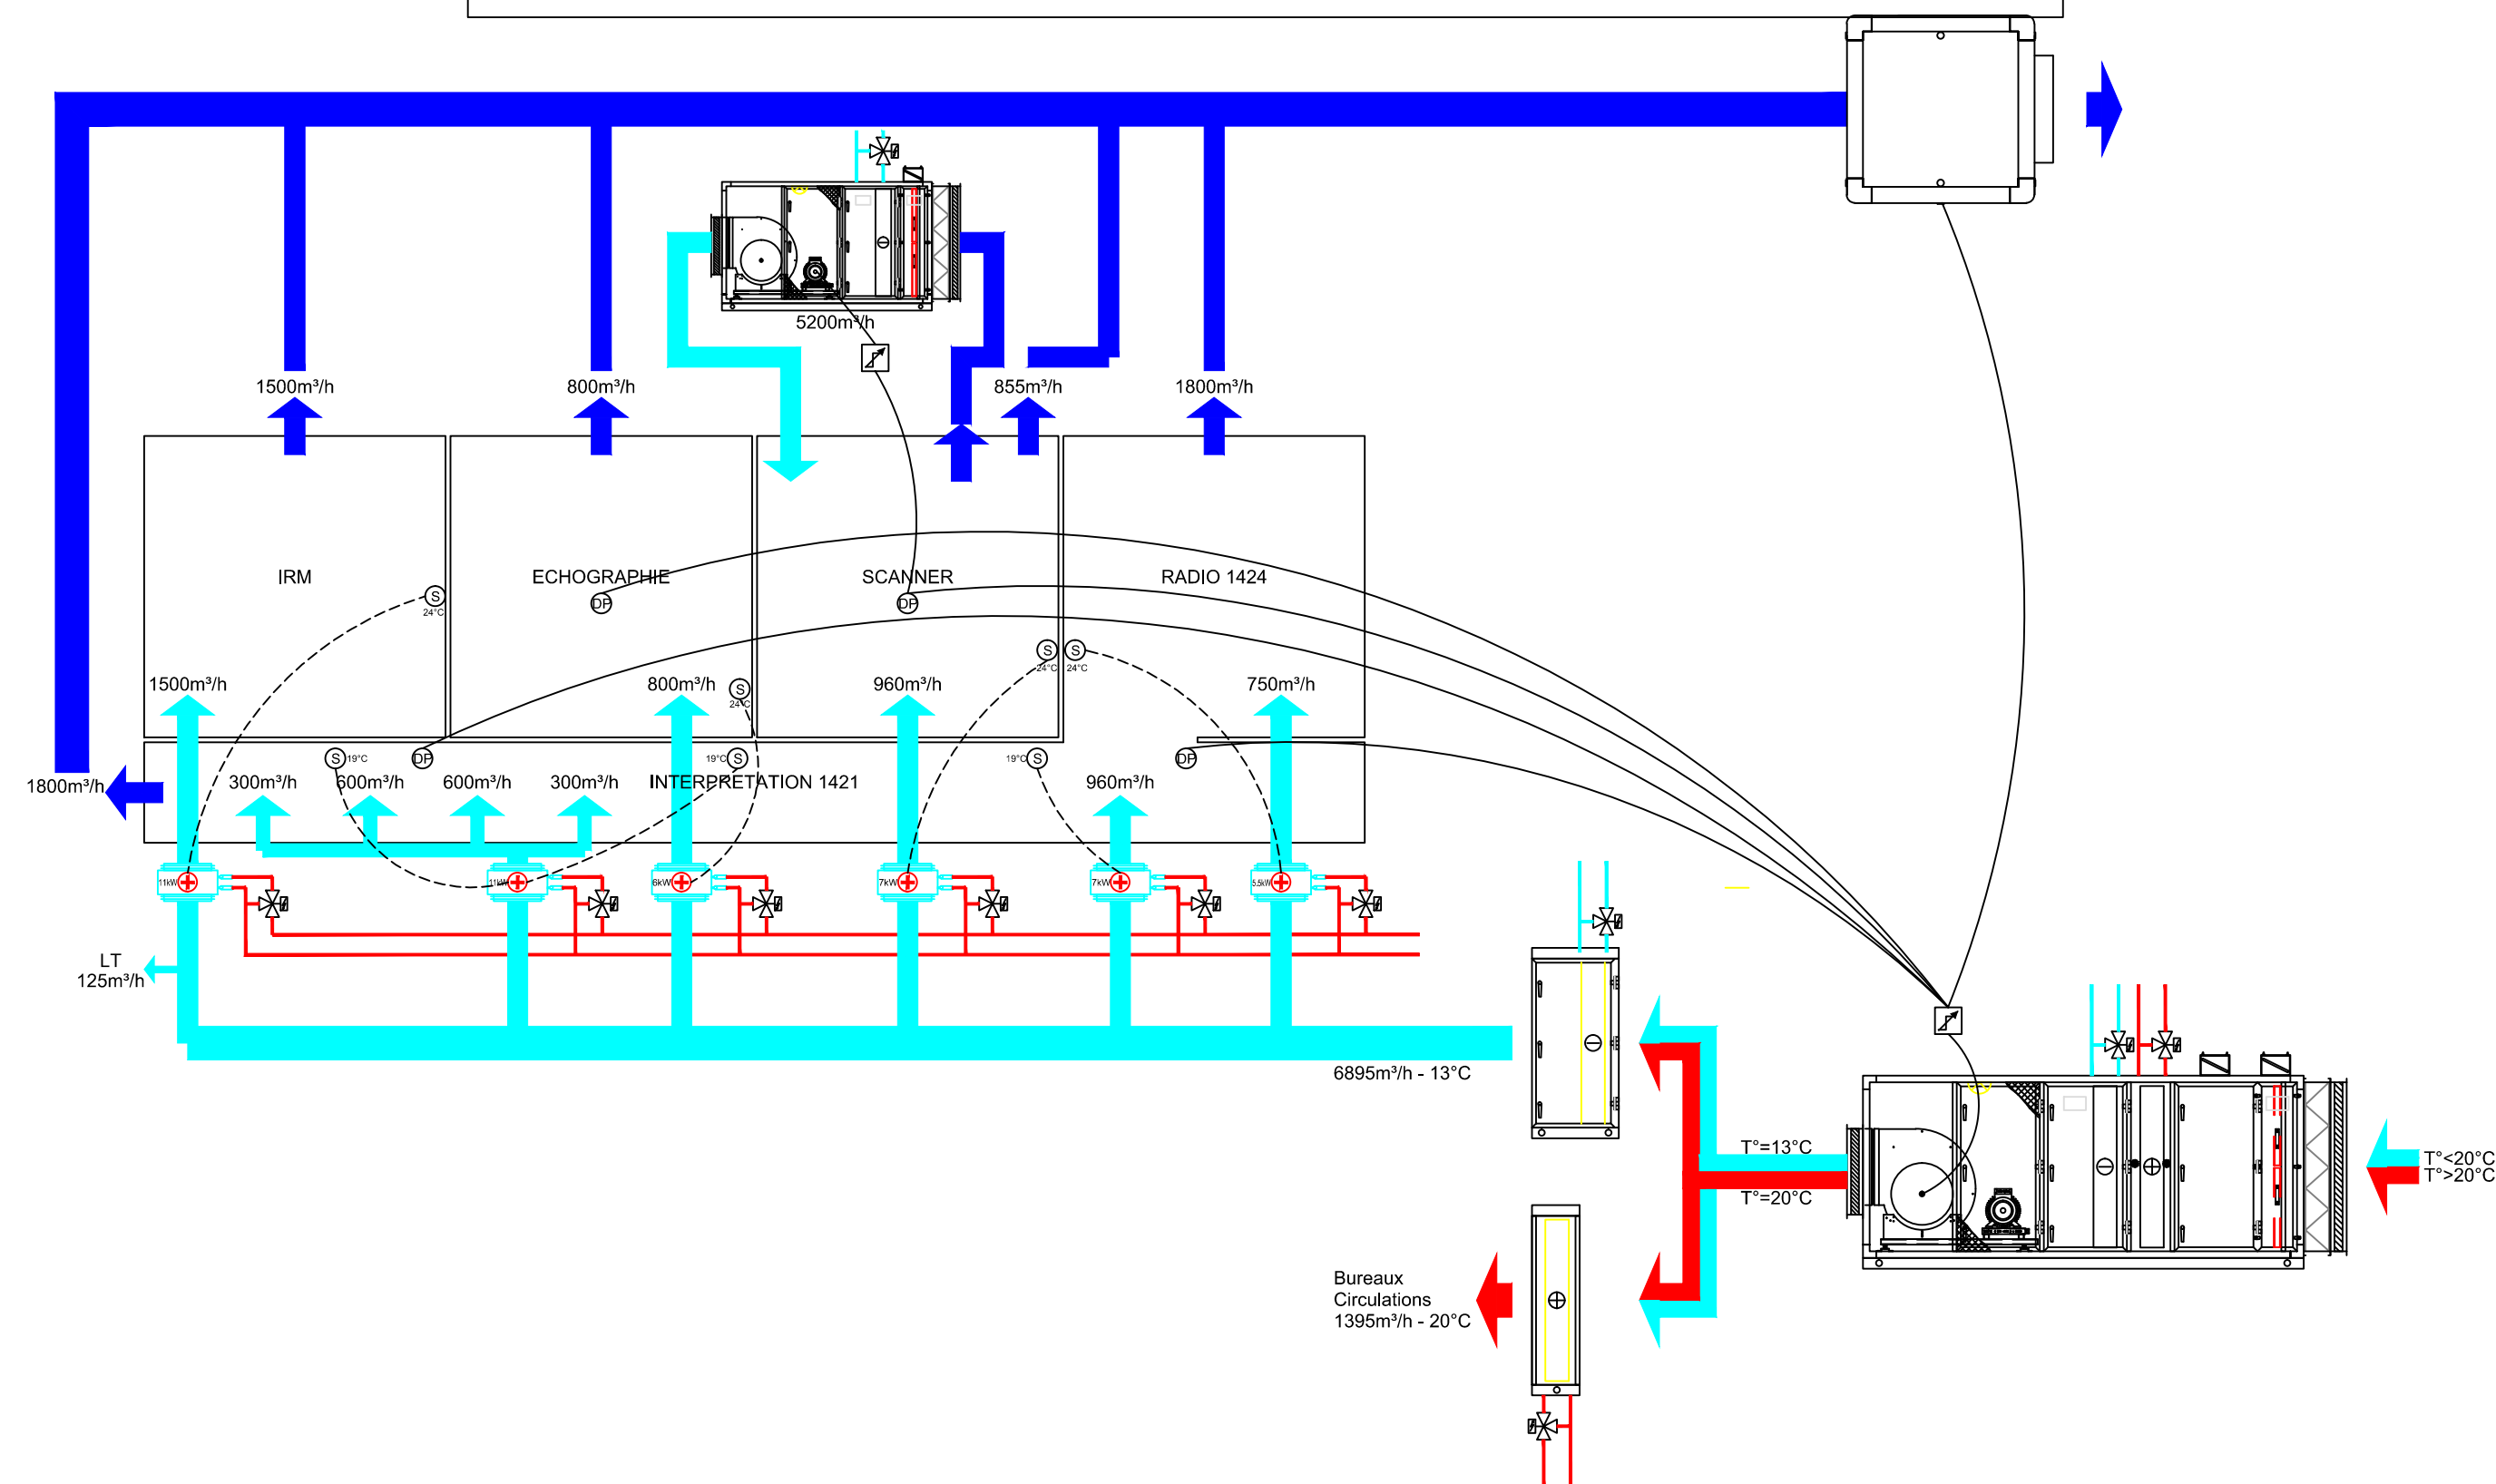 5200m³/h
1500m³/h
800m³/h
855m³/h
1800m³/h
IRM
ECHOGRAPHIE
SCANNER
RADIO 1424
S
24°C
DP
DP
S
24°C
S
24°C
1500m³/h
800m³/h
S
24°C
960m³/h
750m³/h
S
19°C
DP
19°C
S
19°C
S
DP
1800m³/h
300m³/h
600m³/h
600m³/h
300m³/h
INTERPRETATION 1421
960m³/h
11kW
11kW
6kW
7kW
7kW
5.5kW
LT
125m³/h
6895m³/h - 13°C
T°=13°C
T°=20°C
T°<20°C
T°>20°C
Bureaux
Circulations
1395m³/h - 20°C